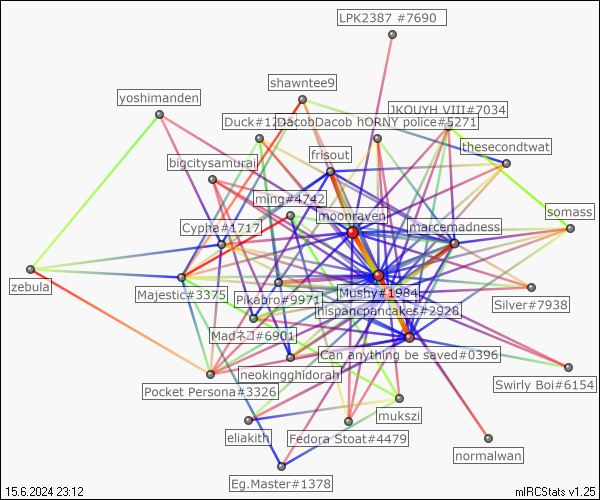 LPK2387 #7690
shawntee9
yoshimanden
JKOUYH VIII#7034
Duck#12
DacobDacob hORNY police#5271
thesecondtwat
frisout
bigcitysamurai
ming#4742
somass
moonraven
marcemadness
Cypha#1717
zebula
Majestic#3375
Pikabro#9971
Mushy#1984
Silver#7938
hispancpancakes#2928
Madネコ#6901
Can anything be saved#0396
neokingghidorah
Swirly Boi#6154
Pocket Persona#3326
mukszi
eliakith
Fedora Stoat#4479
normalwan
Eg.Master#1378
15.6.2024 23:12
mIRCStats v1.25